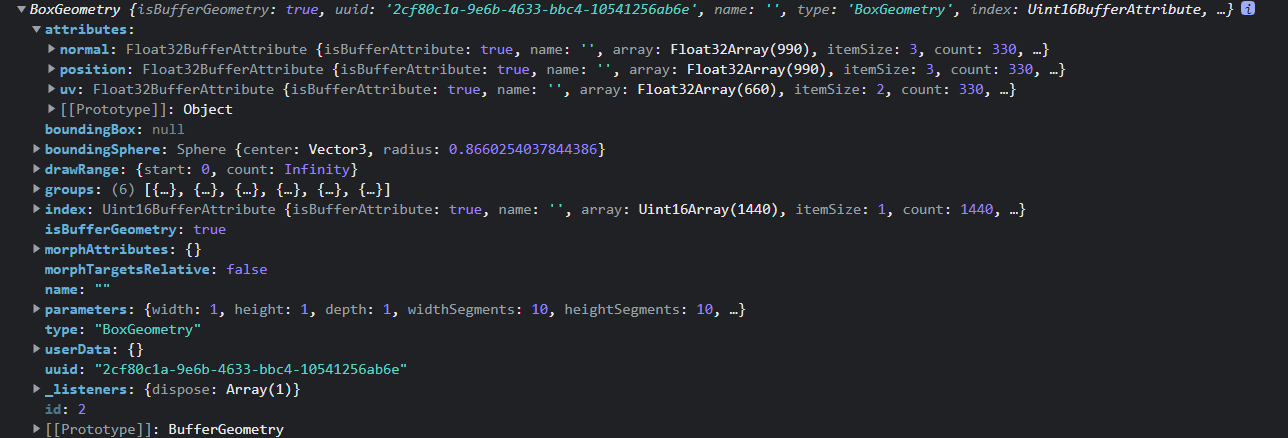 BoxGeometry {isBufferGeometry: true, uuid: '2cf80c1a-9e6b-4633-bbc4-10541256ab6e', name: '', type: 'BoxGeometry', index: Uint16BufferAttribute, …} i
attributes:
normal: Float32BufferAttribute {isBufferAttribute: true, name: '', array: Float32Array(990), itemSize: 3, count: 330, …}
position: Float32BufferAttribute {isBufferAttribute: true, name: '', array: Float32Array(990), itemSize: 3, count: 330, …}
uv: Float32BufferAttribute {isBufferAttribute: true, name: '', array: Float32Array(660), itemSize: 2, count: 330, …}
[[Prototype]]: Object
boundingBox: null
boundingSphere: Sphere {center: Vector3, radius: 0.8660254037844386}
drawRange: {start: 0, count: Infinity}
groups: (6) [{…}, {…}, {…}, {…}, {…}, {…}]
index: Uint16BufferAttribute {isBufferAttribute: true, name: '', array: Uint16Array(1440), itemSize: 1, count: 1440, …}
isBufferGeometry: true
morphAttributes: {}
morphTargetsRelative: false
name: ""
parameters: {width: 1, height: 1, depth: 1, widthSegments: 10, heightSegments: 10, …}
type: "BoxGeometry"
userData: {}
uuid: "2cf80c1a-9e6b-4633-bbc4-10541256ab6e"
_listeners: {dispose: Array(1)}
id: 2
[[Prototype]]: BufferGeometry